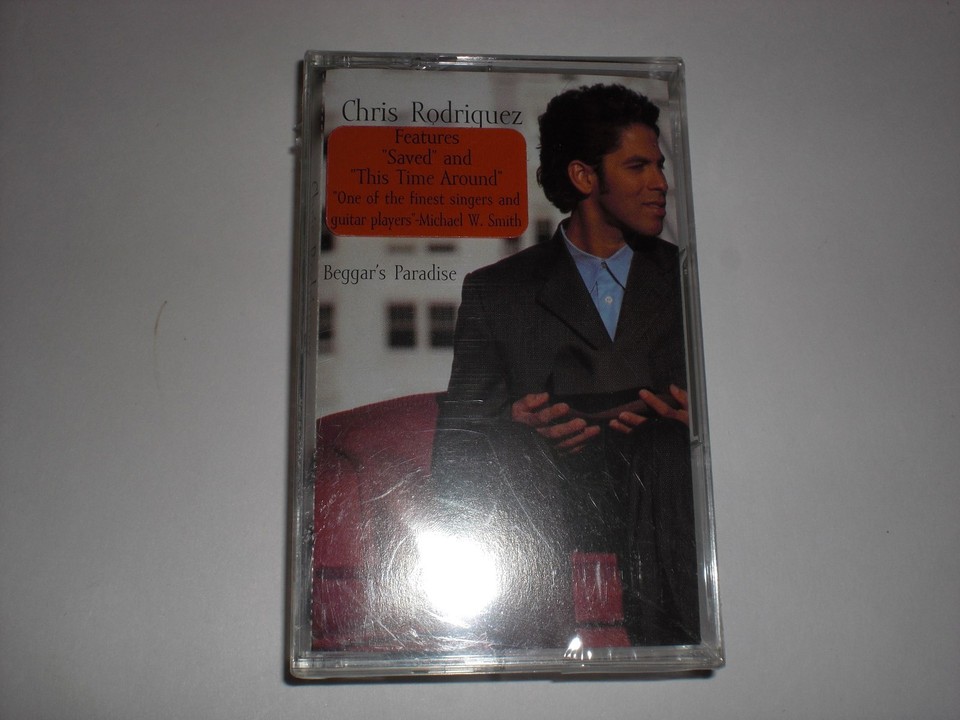 Chris Rodriquez
Features
"Saved" and
"This Time Around"
"One of the finest singers and
guitar players"-Michael W. Smith
Beggar's Paradise